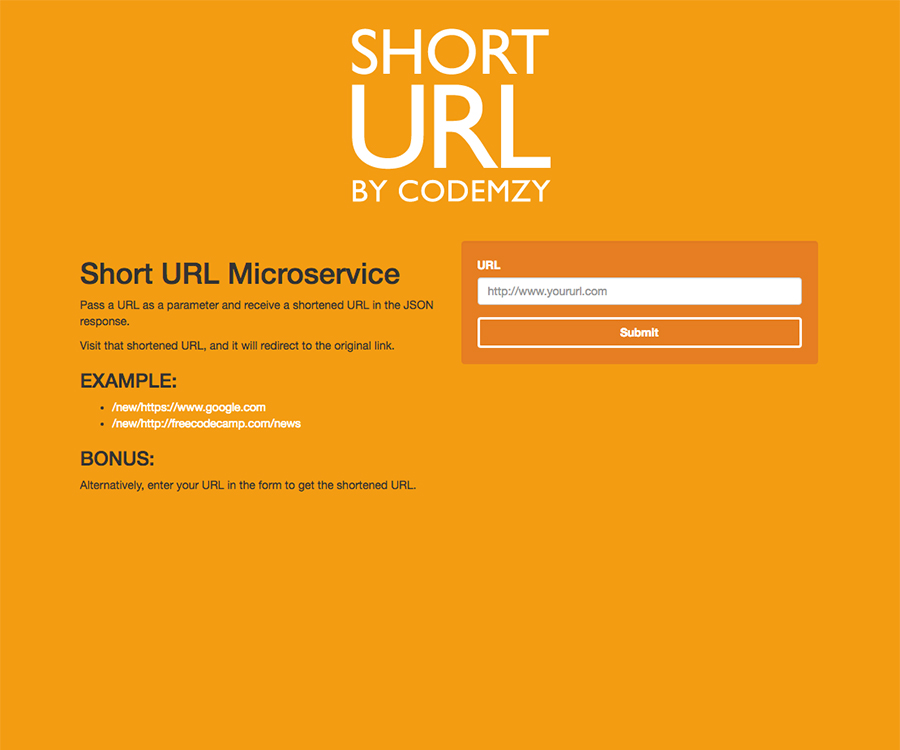 SHORT
URL
BY CODEMZY
Short URL Microservice
Pass a URL as a parameter and receive a shortened URL in the JSON
response.
Visit that shortened URL, and it will redirect to the original link.
EXAMPLE:
• /new/https://www.google.com
• /new/http://freecodecamp.com/news
BONUS:
Alternatively, enter your URL in the form to get the shortened URL.
URL
http://www.yoururl.com
Submit